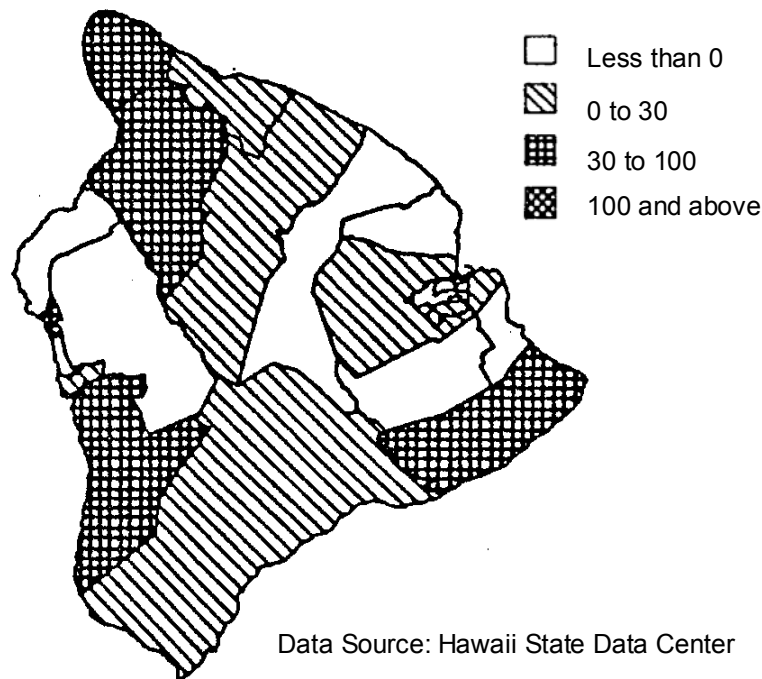 Less than 0
0 to 30
30 to 100
100 and above
Data Source: Hawaii State Data Center